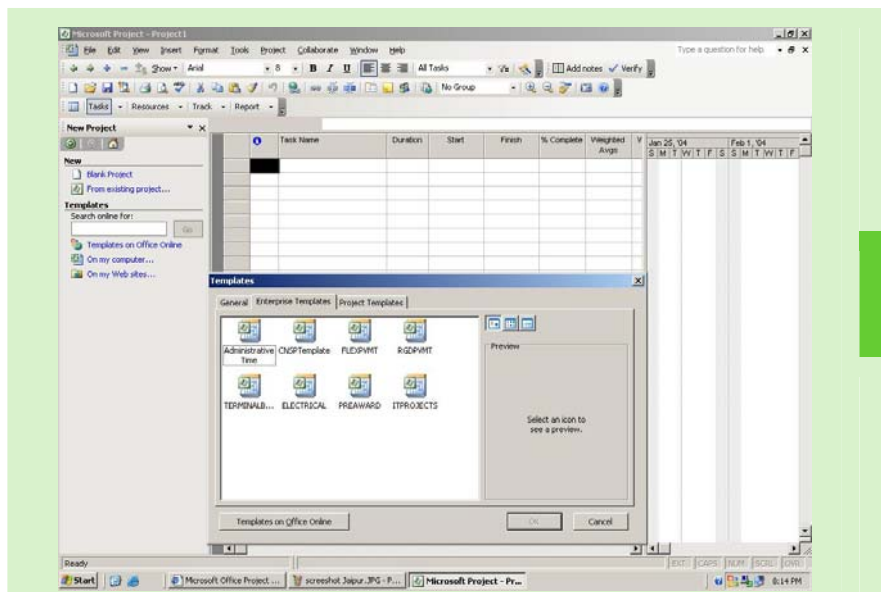 Microsoft Project - Project1
File Edit View Insert Format Tools Project Collaborate Window Help Type a question for help
Show Arial 8 B I U All Tasks Add notes Verify
No Group
Tasks Resources Track Report
New Project
New
Blank Project
From existing project...
Templates
Search online for:
Go
Templates on Office Online
On my computer...
On my Web sites...
Task Name Duration Start Finish % Complete Weighted Avgs
Jan 25, '04 Feb 1, '04
S M T W T F S S M T W T F
Templates
General Enterprise Templates Project Templates
Administrative Time CNSPTemplate FLEXPVMT RGDPVMT
TERMINALB... ELECTRICAL PREAWARD ITPROJECTS
Preview
Select an icon to
see a preview.
Templates on Office Online OK Cancel
Ready EXT CAPS NUM SCRL OVR
Start Microsoft Office Project ... screeshot Jaipur.JPG - P... Microsoft Project - Pr... 8:14 PM